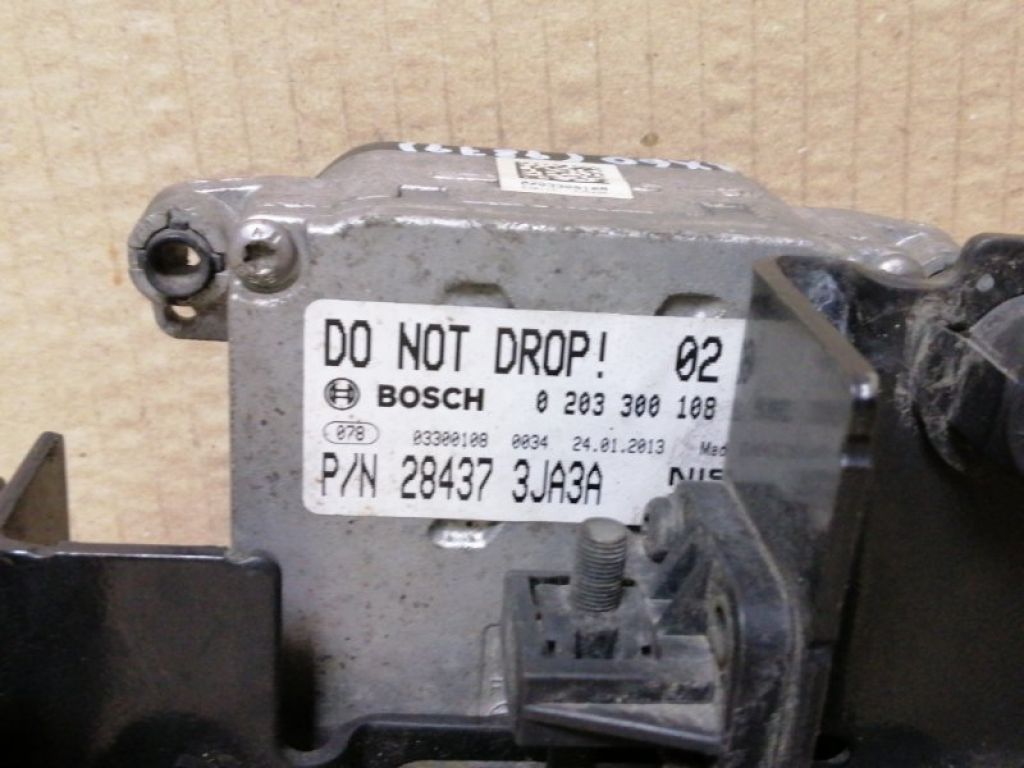 DO NOT DROP! 02
BOSCH 0 203 300 108
078 03300108 0034 24.01.2013
P/N 28437 3JA3A